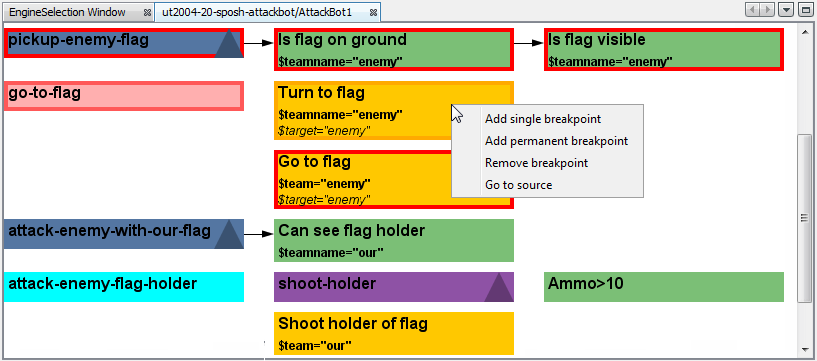 EngineSelection Window
ut2004-20-sposh-attackbot/AttackBot1
pickup-enemy-flag
Is flag on ground
$teamname="enemy"
Is flag visible
$teamname="enemy"
go-to-flag
Turn to flag
$teamname="enemy"
$target="enemy"
Add single breakpoint
Add permanent breakpoint
Remove breakpoint
Go to source
Go to flag
$team="enemy"
$target="enemy"
attack-enemy-with-our-flag
Can see flag holder
$teamname="our"
attack-enemy-flag-holder
shoot-holder
Ammo>10
Shoot holder of flag
$team="our"